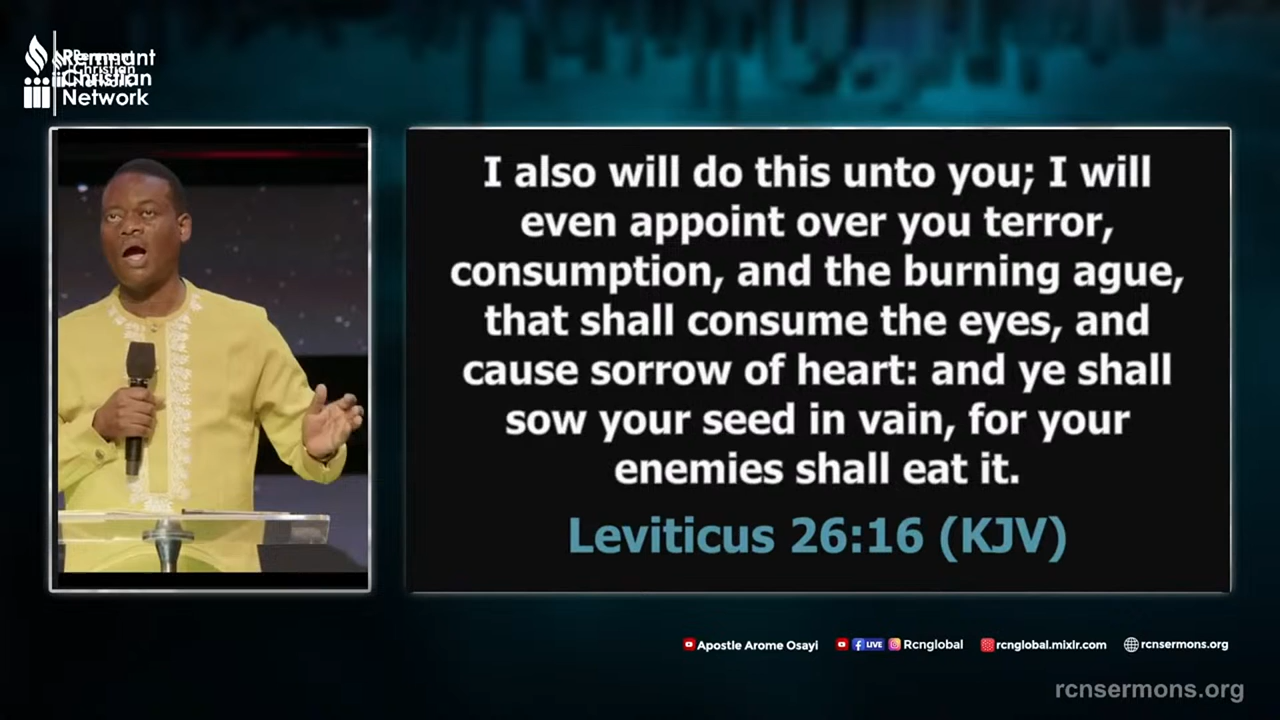 Remnant
Christian
Network
I also will do this unto you; I will
even appoint over you terror,
consumption, and the burning ague,
that shall consume the eyes, and
cause sorrow of heart: and ye shall
sow your seed in vain, for your
enemies shall eat it.
Leviticus 26:16 (KJV)
Apostle Arome Osayi
LIVE
Rcnglobal
rcnglobal.mixlr.com
rcnsermons.org
rcnsermons.org